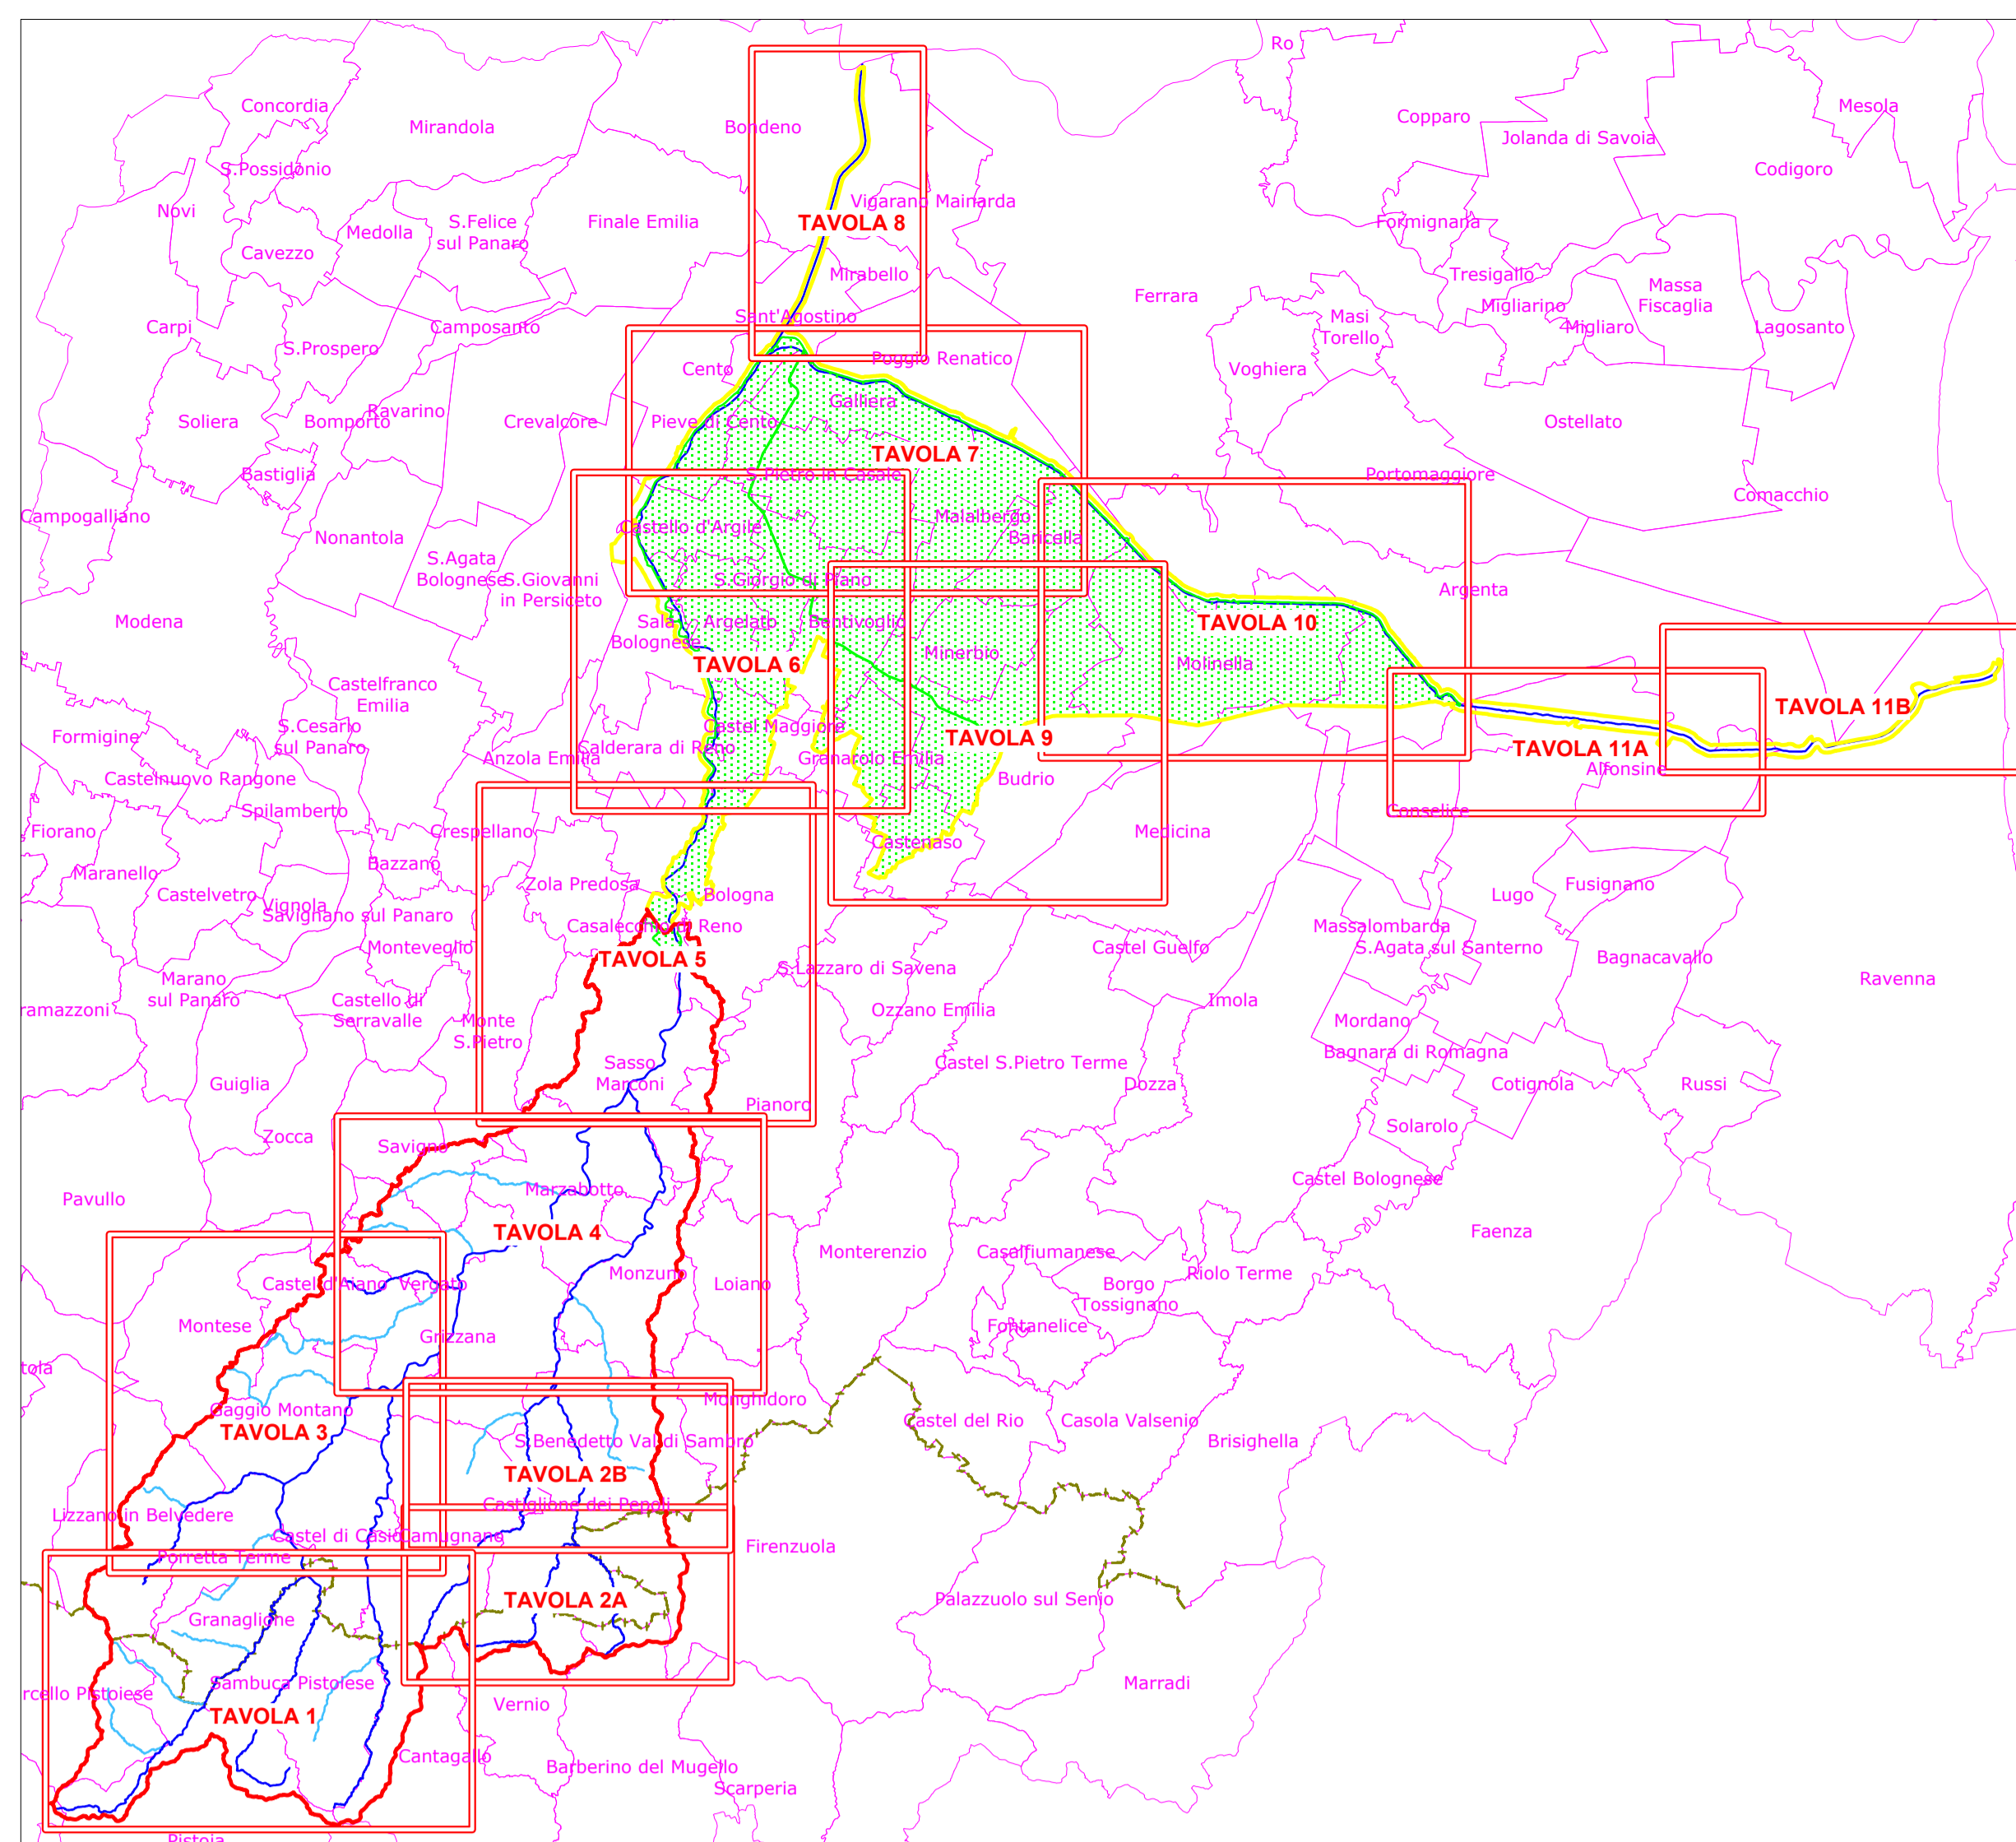 Ro
Concordia
Mirandola
Bondeno
Copparo
Mesola
Jolanda di Savoia
Codigoro
S.Possidonio
Novi
Vigarano Mainarda
Medolla
S.Felice
sul Panaro
Finale Emilia
TAVOLA 8
Formignana
Cavezzo
Mirabello
Tresigallo
Massa
Fiscaglia
Ferrara
Migliarino
Masi
Torello
Migliaro
Lagosanto
Sant'Agostino
Carpi
Camposanto
S.Prospero
Cento
Poggio Renatico
Voghiera
Galliera
Ravarino
Soliera
Bomporto
Crevalcore
Pieve di Cento
Ostellato
TAVOLA 7
Bastiglia
S.Pietro in Casale
Portomaggiore
Comacchio
Campogalliano
Castello d'Argile
Malalbergo
Baricella
Nonantola
S.Agata
Bolognese
S.Giovanni
in Persiceto
S.Giorgio di Piano
Argenta
Modena
Sala
Bolognese
Argelato
Bentivoglio
TAVOLA 10
Minerbio
Molinella
TAVOLA 6
Castelfranco
Emilia
TAVOLA 11B
S.Cesario
sul Panaro
Castel Maggiore
Formigine
Calderara di Reno
TAVOLA 9
TAVOLA 11A
Anzola Emilia
Granarolo Emilia
Alfonsine
Castelnuovo Rangone
Budrio
Spilamberto
Conselice
Fiorano
Crespellano
Medicina
Castenaso
Bazzano
Maranello
Zola Predosa
Fusignano
Castelvetro
Vignola
Bologna
Lugo
Savignano sul Panaro
Casalecchio di Reno
Massalombarda
Monteveglio
Castel Guelfo
S.Agata sul Santerno
TAVOLA 5
Bagnacavallo
S.Lazzaro di Savena
Marano
sul Panaro
Ravenna
Castello di
Serravalle
Imola
ramazzoni
Ozzano Emilia
Monte
S.Pietro
Mordano
Bagnara di Romagna
Sasso
Marconi
Castel S.Pietro Terme
Guiglia
Dozza
Cotignola
Russi
Pianoro
Solarolo
Zocca
Savigno
Castel Bolognese
Marzabotto
Pavullo
TAVOLA 4
Faenza
Monterenzio
Casalfiumanese
Monzuno
Riolo Terme
Castel d'Aiano
Vergato
Loiano
Borgo
Tossignano
Montese
Fontanelice
Grizzana
tola
Monghidoro
Gaggio Montano
Castel del Rio
Casola Valsenio
TAVOLA 3
S.Benedetto Val di Sambro
Brisighella
TAVOLA 2B
Castiglione dei Pepoli
Lizzano in Belvedere
Castel di Casio
Camugnano
Firenzuola
Porretta Terme
TAVOLA 2A
Palazzuolo sul Senio
Granaglione
Sambuca Pistoiese
Marradi
rcello Pistoiese
Vernio
TAVOLA 1
Cantagallo
Barberino del Mugello
Scarperia
Pistoia